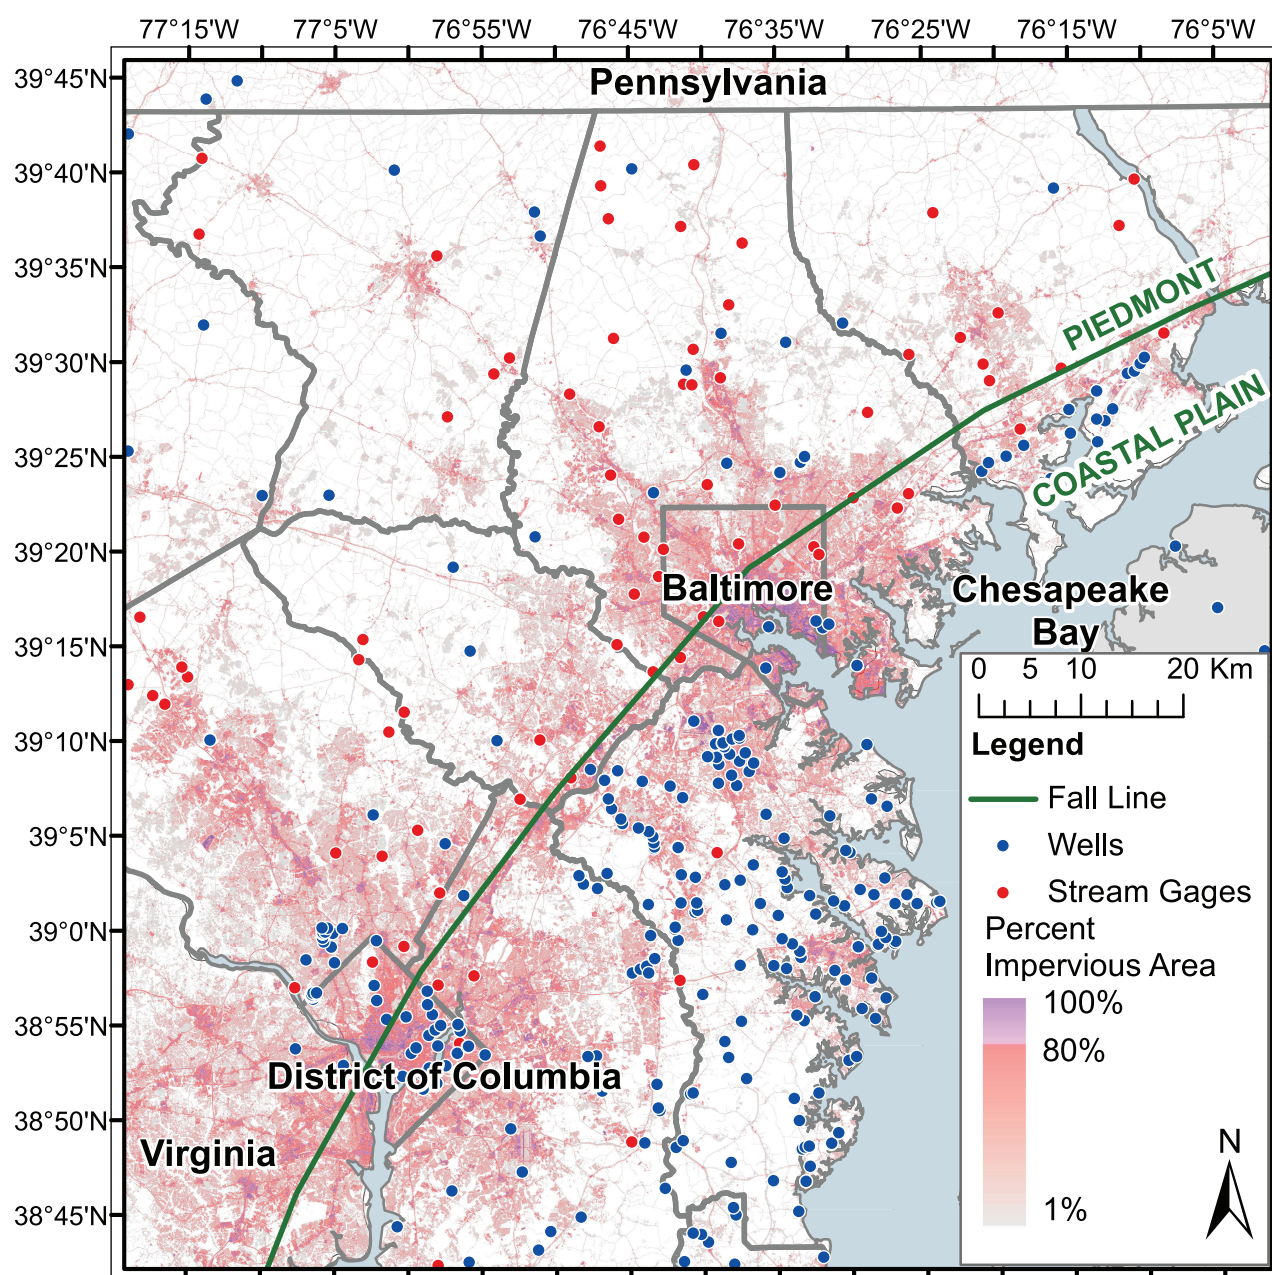 77°15'W 77°5'W 76°55'W 76°45'W 76°35'W 76°25'W 76°15'W 76°5'W
39°45'N
Pennsylvania
39°40'N
39°35'N
PIEDMONT
39°30'N
COASTAL PLAIN
39°25'N
39°20'N
Baltimore
Chesapeake
Bay
39°15'N
0 5 10 20 Km
39°10'N
Legend
Fall Line
39°5'N
Wells
Stream Gages
39°0'N
Percent
Impervious Area
38°55'N
100%
80%
District of Columbia
38°50'N
Virginia
N
38°45'N
1%